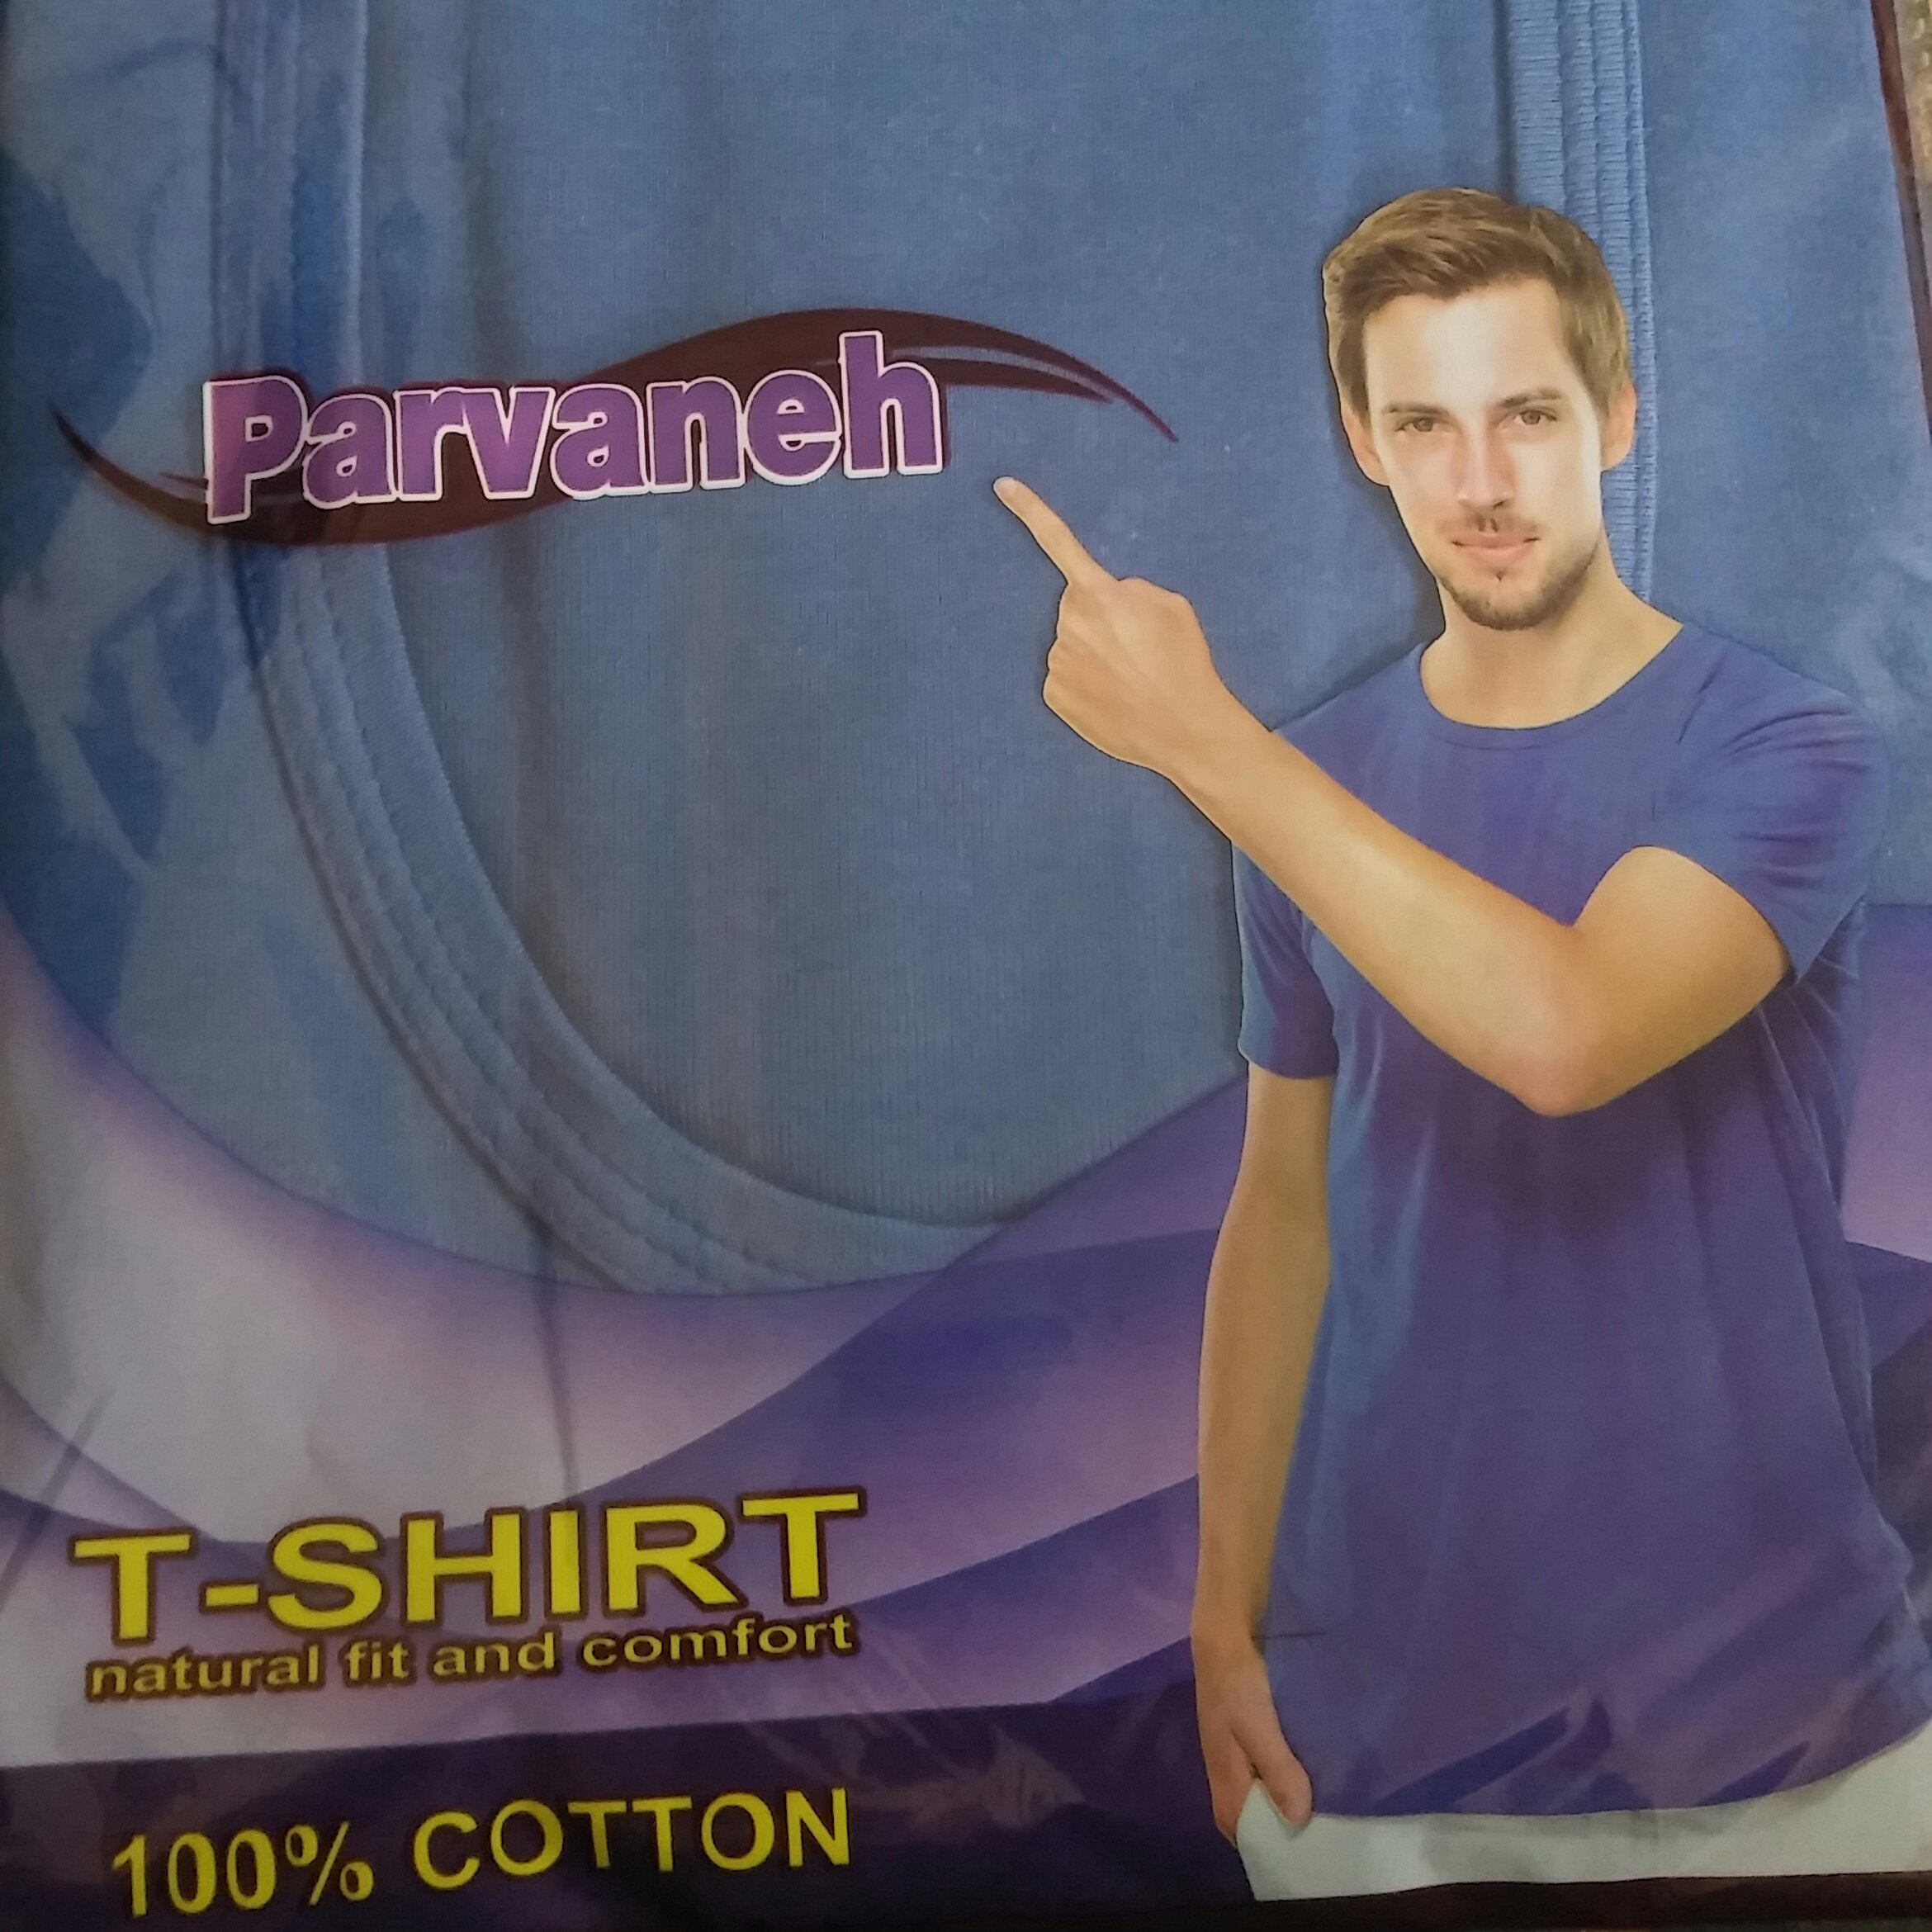 Parvaneh
T-SHIRT
natural fit and comfort
100% COTTON